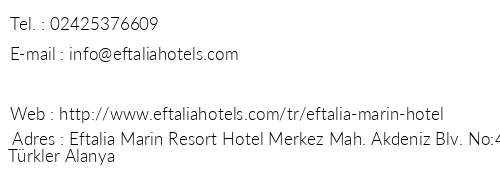 Tel. : 02425376609
E-mail : info@eftaliahotels.com
Web : http://www.eftaliahotels.com/tr/eftalia-marin-hotel
Adres : Eftalia Marin Resort Hotel Merkez Mah. Akdeniz Blv. No:4
Türkler Alanya